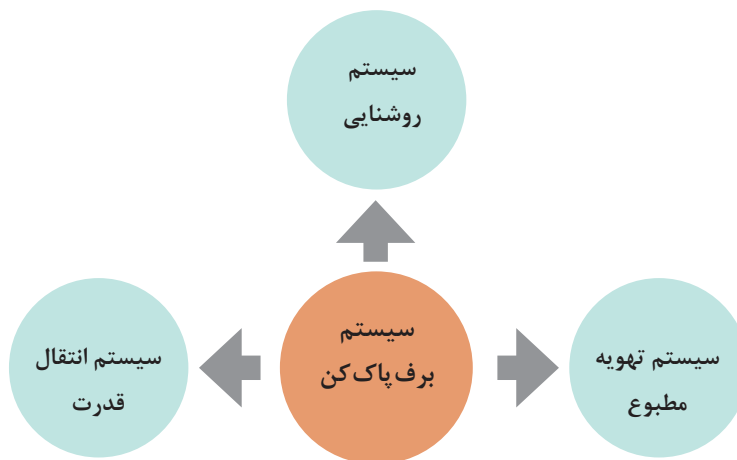 سیستم
روشنایی
سیستم تهویه
مطبوع
سیستم
برف پاک کن
سیستم انتقال
قدرت